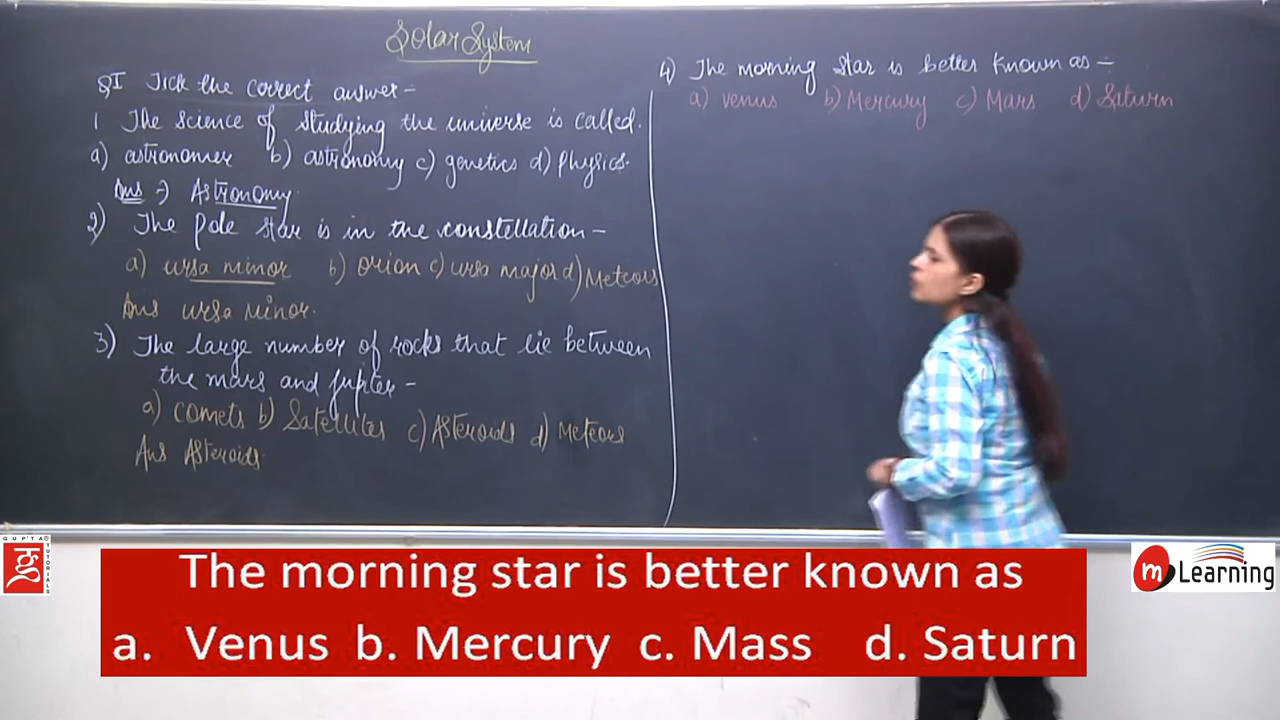 Solar System
QI Tick the correct answer -
1 The science of studying the universe is called.
a) astronomer b) astronomy c) genetics d) Physics.
Ans :-) Astronomy.
2) The Pole star is in the constellation -
a) ursa minor b) orion c) ursa major d) Meteors
Ans ursa minor.
3) The large number of rocks that lie between
the mars and Jupiter -
a) comets b) Satellites c) Asteroids d) Meteors
Ans Asteroids.
4) The morning star is better known as :-
a) venus b) Mercury c) Mars d) Saturn
GUPTA TUTORIALS
m Learning
The morning star is better known as
a. Venus b. Mercury c. Mass d. Saturn